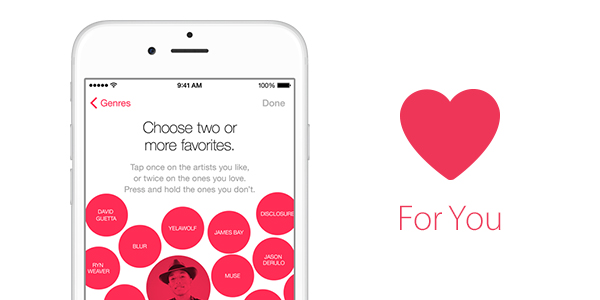 9:41 AM 100%
Genres Done
Choose two or
more favorites.
Tap once on the artists you like,
or twice on the ones you love.
Press and hold the ones you don't.
DAVID
GUETTA
YELAWOLF
DISCLOSURE
BLUR
JAMES BAY
RYN
WEAVER
MUSE
JASON
DERULO
For You